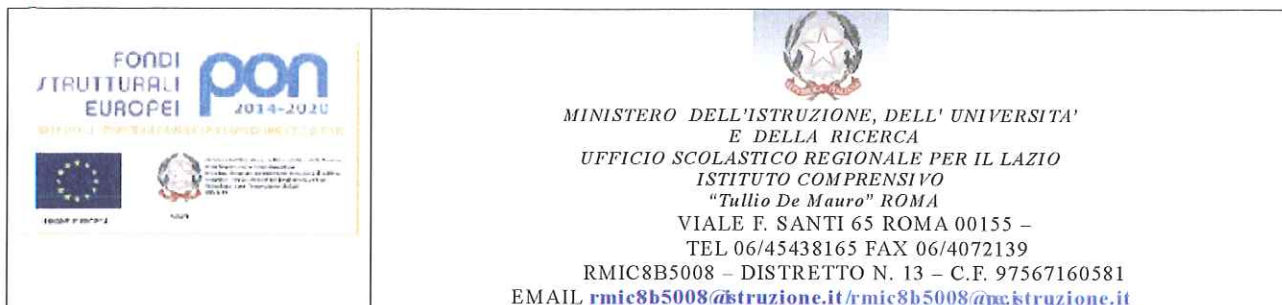 FONDI
STRUTTURALI
EUROPEI
pon
2014-2020
MINISTERO DELL'ISTRUZIONE, DELL' UNIVERSITA'
E DELLA RICERCA
UFFICIO SCOLASTICO REGIONALE PER IL LAZIO
ISTITUTO COMPRENSIVO
“Tullio De Mauro” ROMA
VIALE F. SANTI 65 ROMA 00155 –
TEL 06/45438165 FAX 06/4072139
RMIC8B5008 – DISTRETTO N. 13 – C.F. 97567160581
EMAIL rmic8b5008@istruzione.it/rmic8b5008@pc.istruzione.it